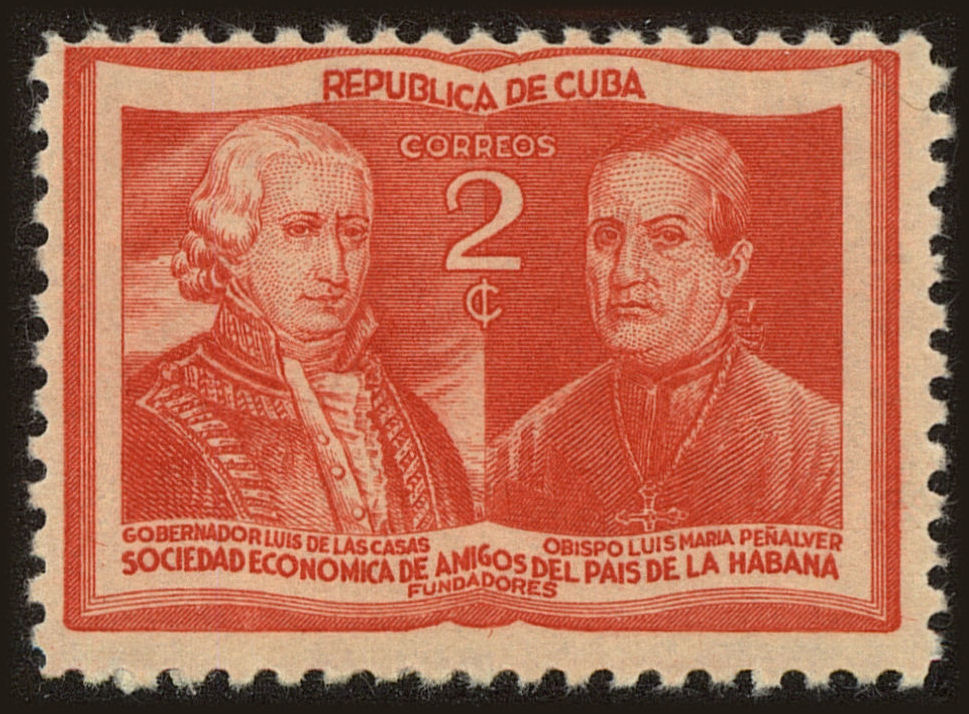 REPUBLICA DE CUBA
CORREOS
2
¢
GOBERNADOR LUIS DE LAS CASAS
OBISPO LUIS MARIA PEÑALVER
SOCIEDAD ECONOMICA DE AMIGOS DEL PAIS DE LA HABANA
FUNDADORES